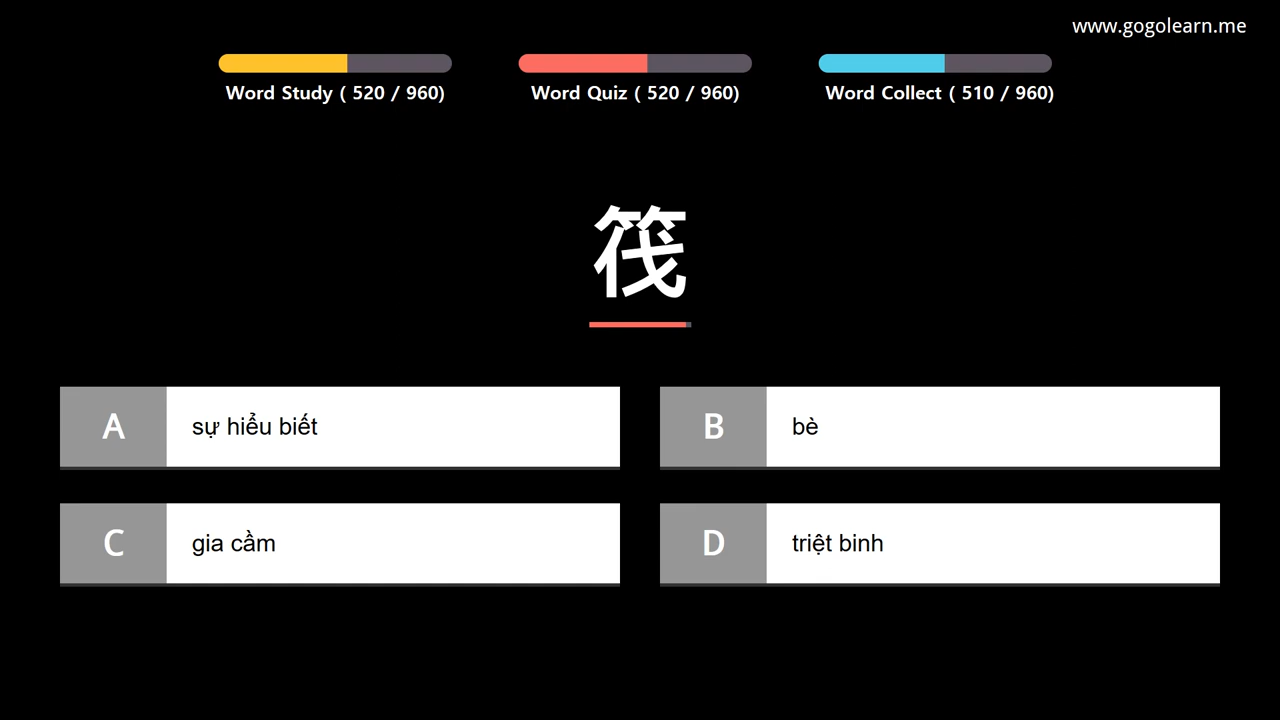 www.gogolearn.me
Word Study ( 520 / 960)
Word Quiz ( 520 / 960)
Word Collect ( 510 / 960)
筏
A sự hiểu biết
B bè
C gia cầm
D triệt binh